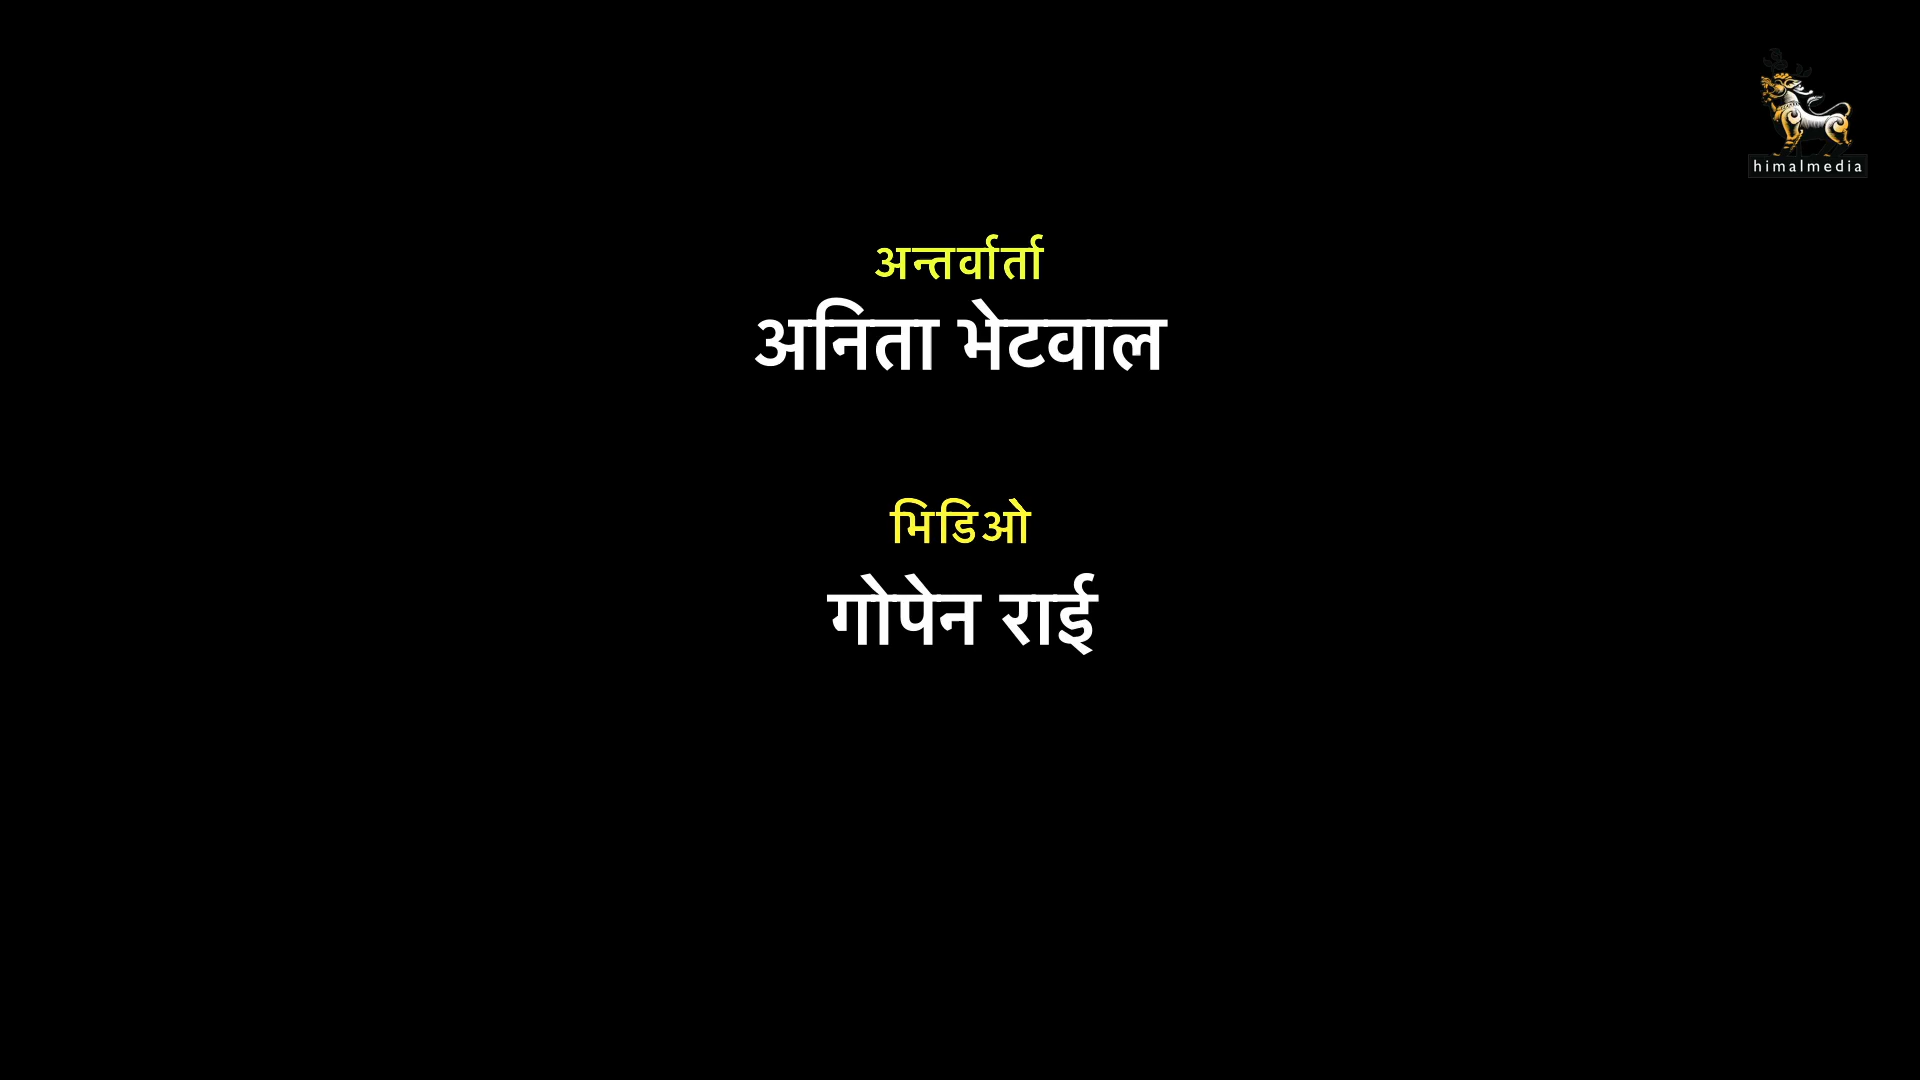 himalmedia
अन्तर्वार्ता
अनिता भेटवाल
भिडिओ
गोपेन राई